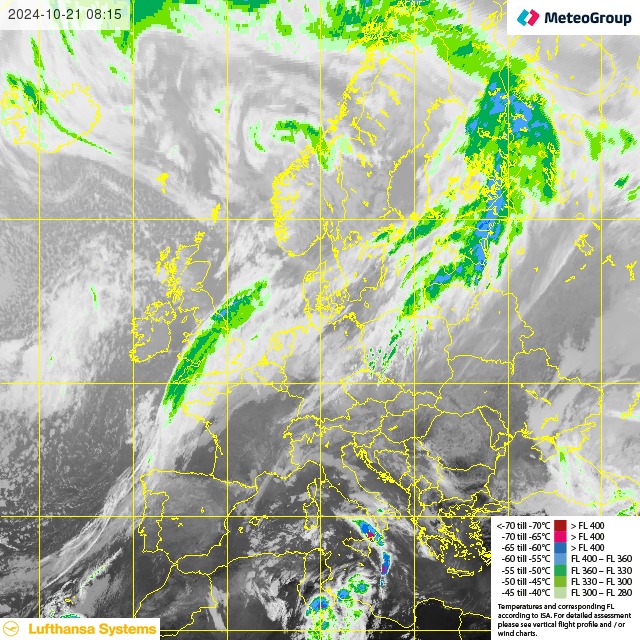 2024-10-21 08:15
MeteoGroup
<-70 till -70°C > FL 400
-70 till -65°C > FL 400
-65 till -60°C > FL 400
-60 till -55°C FL 400 – FL 360
-55 till -50°C FL 360 – FL 330
-50 till -45°C FL 330 – FL 300
-45 till -40°C FL 300 – FL 280
Temperatures and corresponding FL
according to ISA. For detailed assessment
please see vertical flight profile and / or
wind charts.
Lufthansa Systems